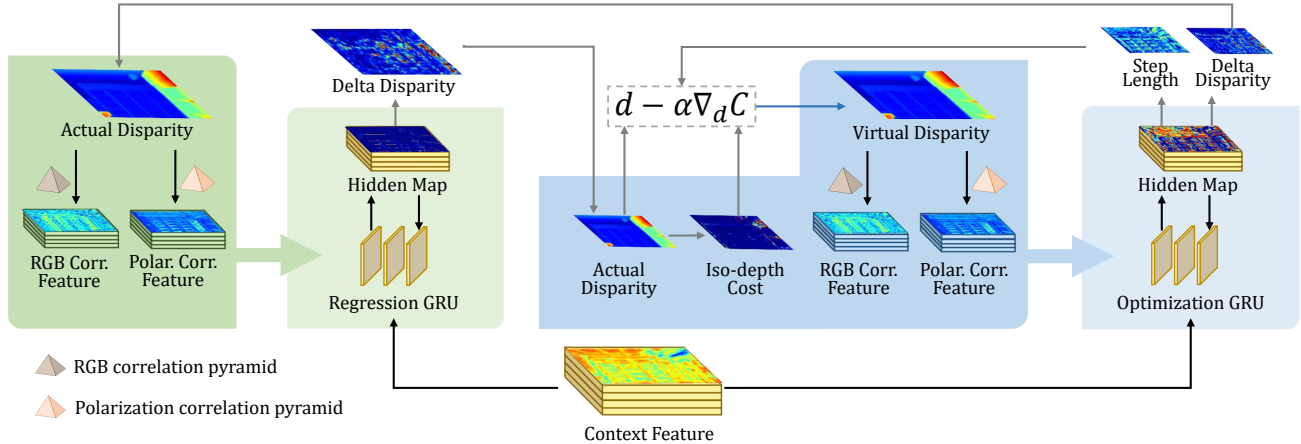 Actual Disparity
RGB Corr.
Feature
Polar. Corr.
Feature
Delta Disparity
Hidden Map
Regression GRU
d − α∇_dC
Actual
Disparity
Iso-depth
Cost
Virtual Disparity
RGB Corr.
Feature
Polar. Corr.
Feature
Step
Length
Delta
Disparity
Hidden Map
Optimization GRU
RGB correlation pyramid
Polarization correlation pyramid
Context Feature